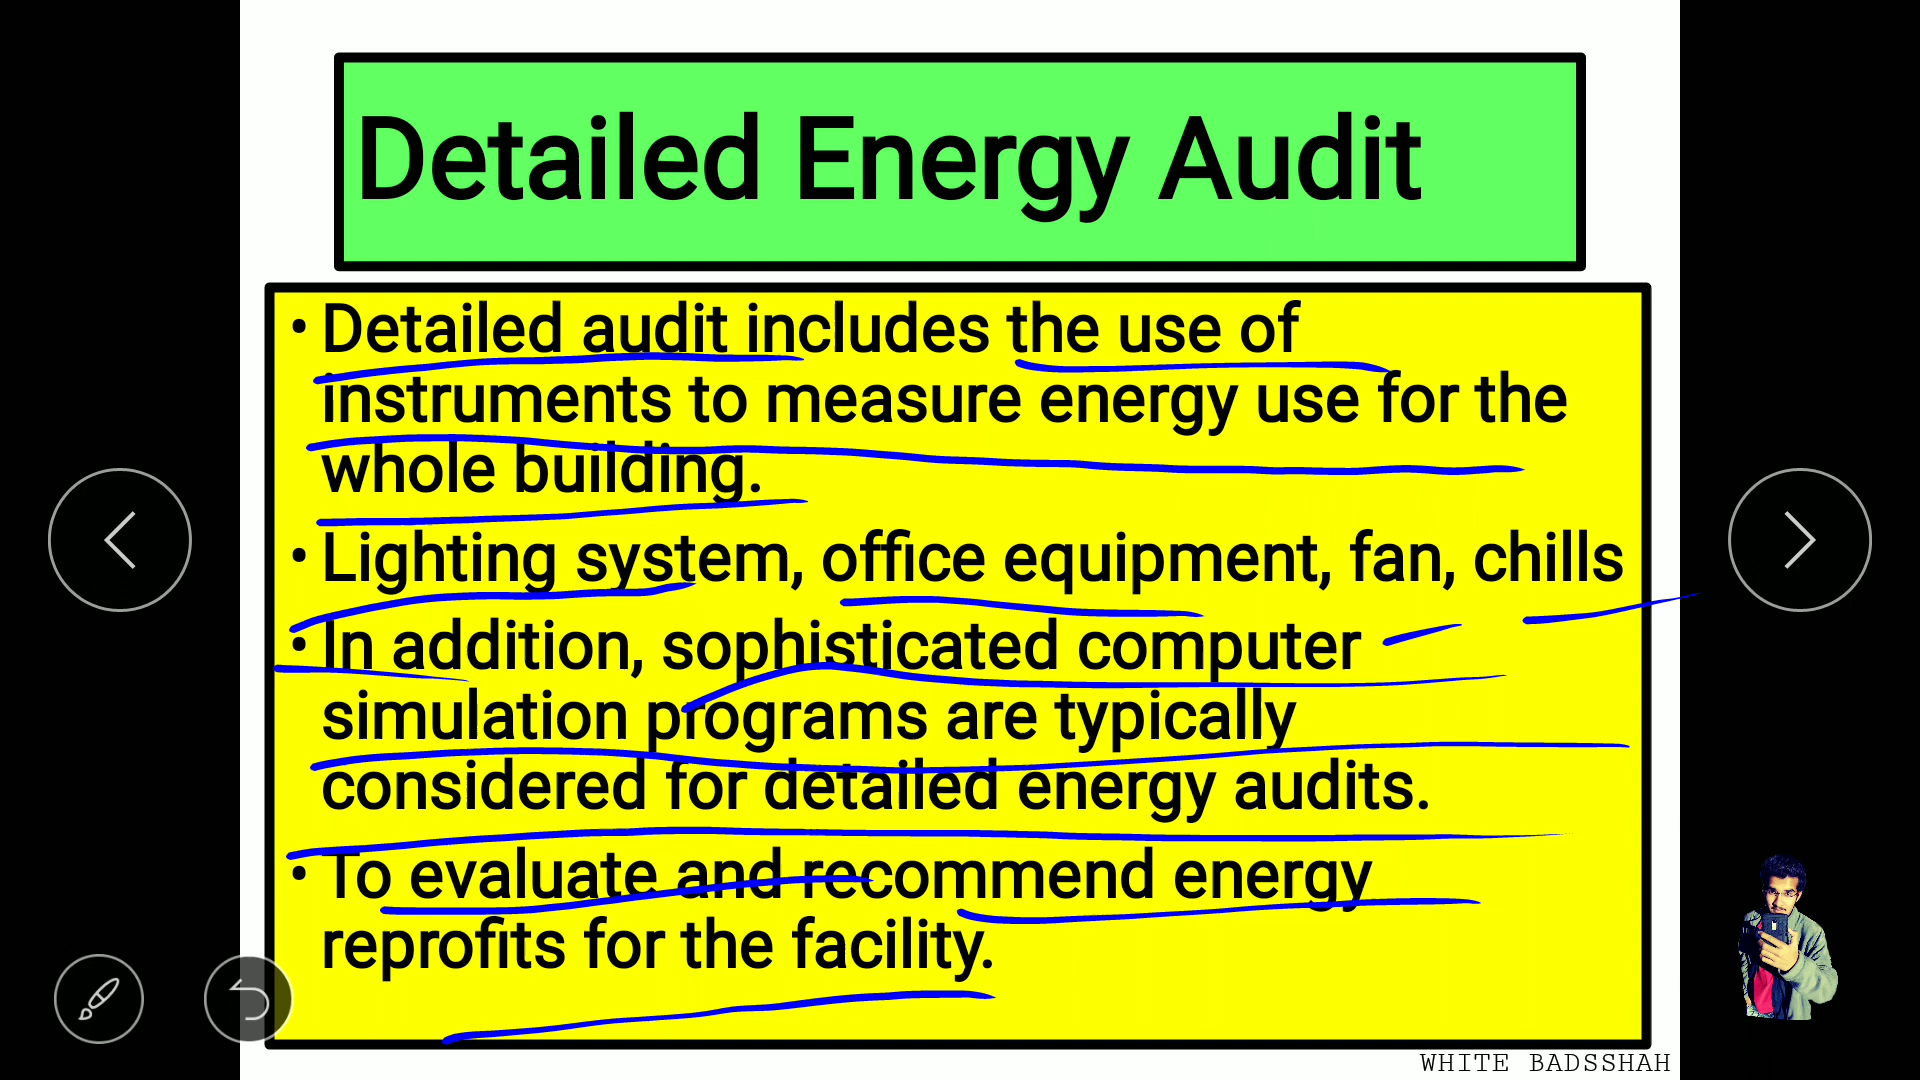 Detailed Energy Audit
• Detailed audit includes the use of
instruments to measure energy use for the
whole building.
• Lighting system, office equipment, fan, chills
• In addition, sophisticated computer
simulation programs are typically
considered for detailed energy audits.
• To evaluate and recommend energy
reprofits for the facility.
WHITE BADSSHAH